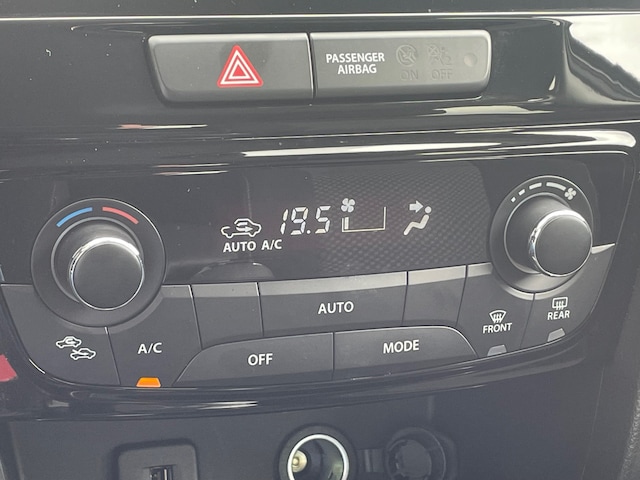 PASSENGER
AIRBAG
ON OFF
19.5
AUTO A/C
AUTO
A/C
OFF
MODE
FRONT
REAR